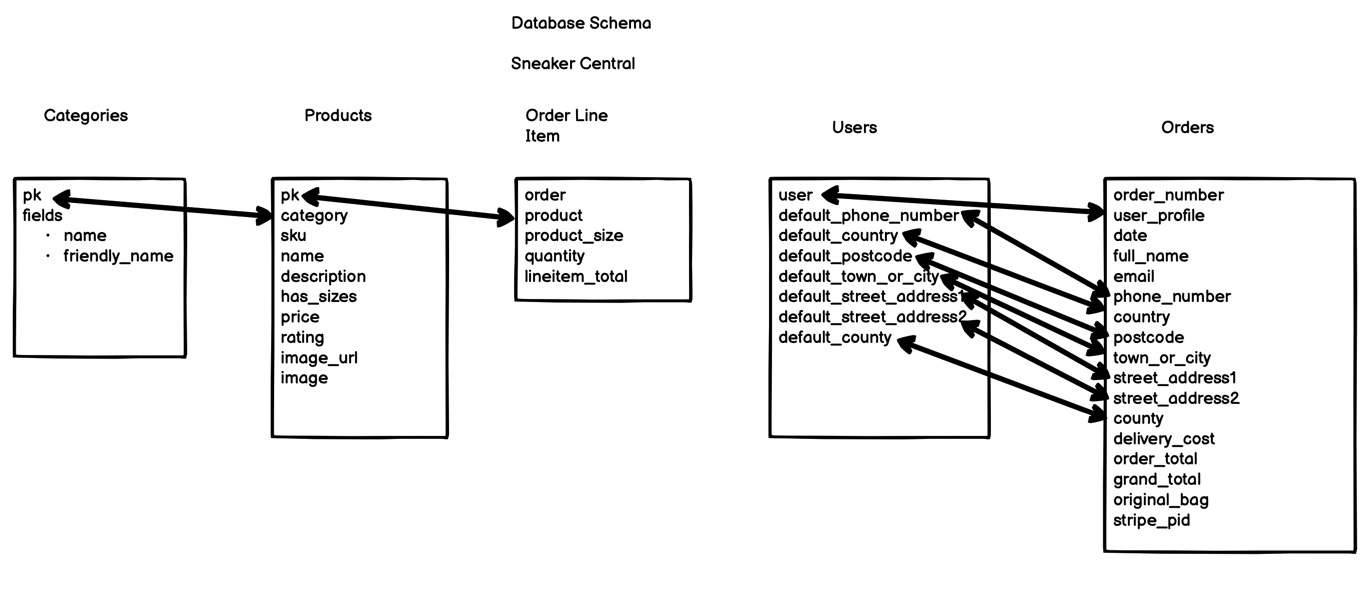 Database Schema
Sneaker Central
Categories
pk
fields
· name
· friendly_name
Products
pk
category
sku
name
description
has_sizes
price
rating
image_url
image
Order Line
Item
order
product
product_size
quantity
lineitem_total
Users
user
default_phone_number
default_country
default_postcode
default_town_or_city
default_street_address1
default_street_address2
default_county
Orders
order_number
user_profile
date
full_name
email
phone_number
country
postcode
town_or_city
street_address1
street_address2
county
delivery_cost
order_total
grand_total
original_bag
stripe_pid